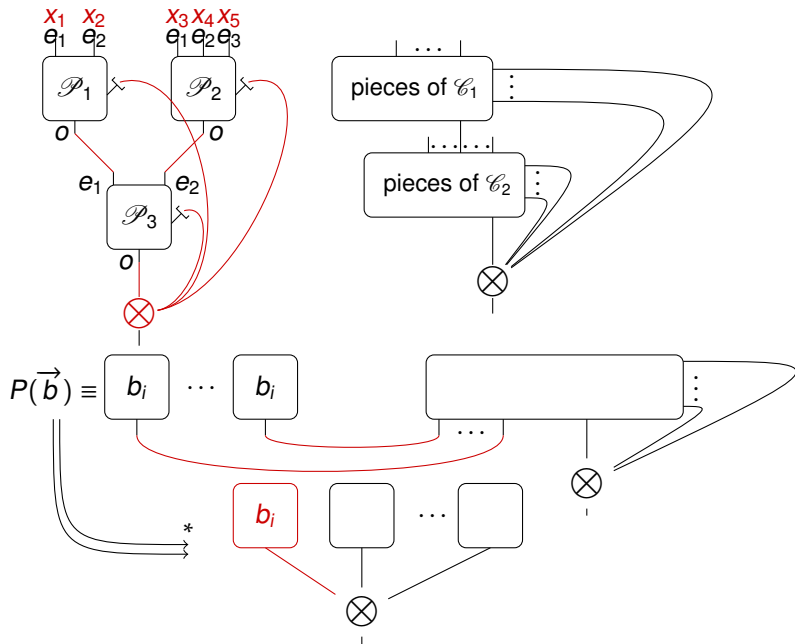 x₁ x₂ x₃ x₄ x₅
e₁ e₂ e₁ e₂ e₃
...
𝒫₁ 𝒫₂
pieces of 𝒞₁
o o
......
e₁ e₂
pieces of 𝒞₂
𝒫₃
o
P(b⃗) ≡ bᵢ ... bᵢ
...
*
bᵢ ...